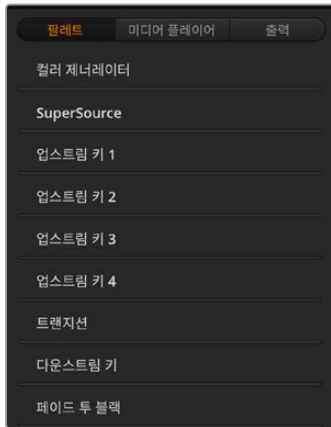 팔레트 미디어 플레이어 출력
컬러 제너레이터
SuperSource
업스트림 키 1
업스트림 키 2
업스트림 키 3
업스트림 키 4
트랜지션
다운스트림 키
페이드 투 블랙